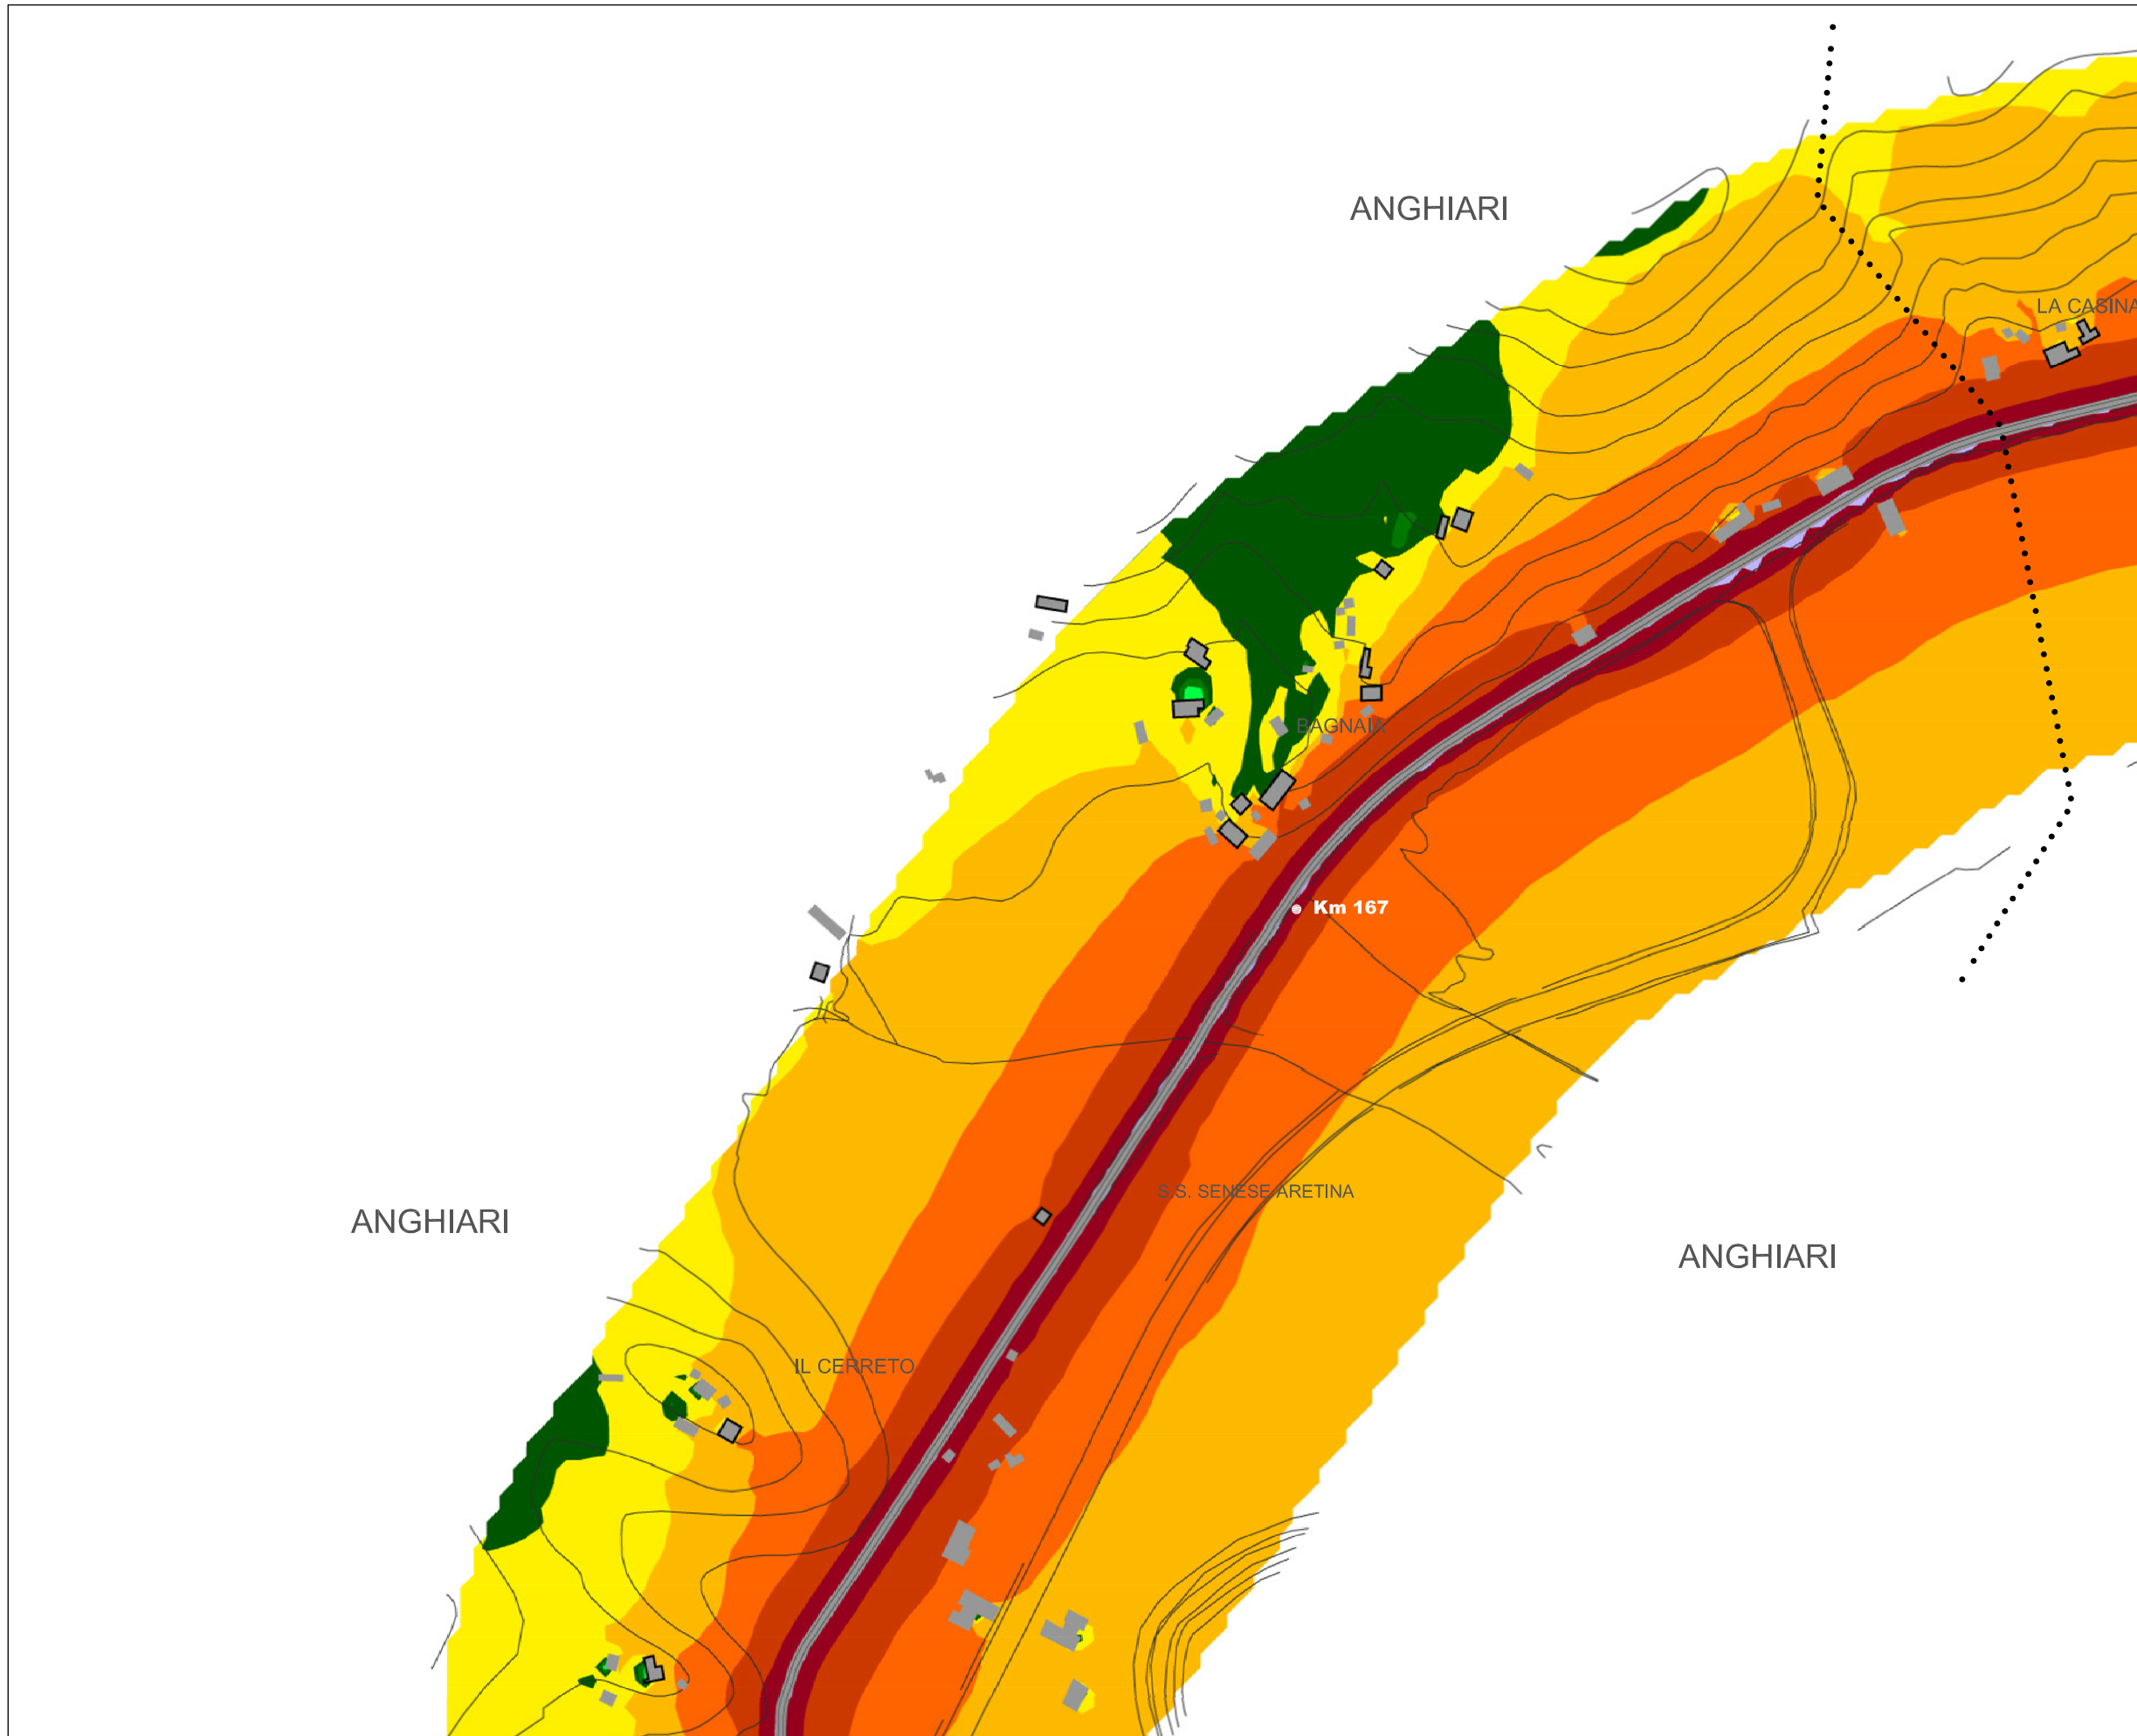 ANGHIARI
LA CASINA
BAGNAIA
Km 167
S.S. SENESE ARETINA
ANGHIARI
ANGHIARI
IL CERRETO